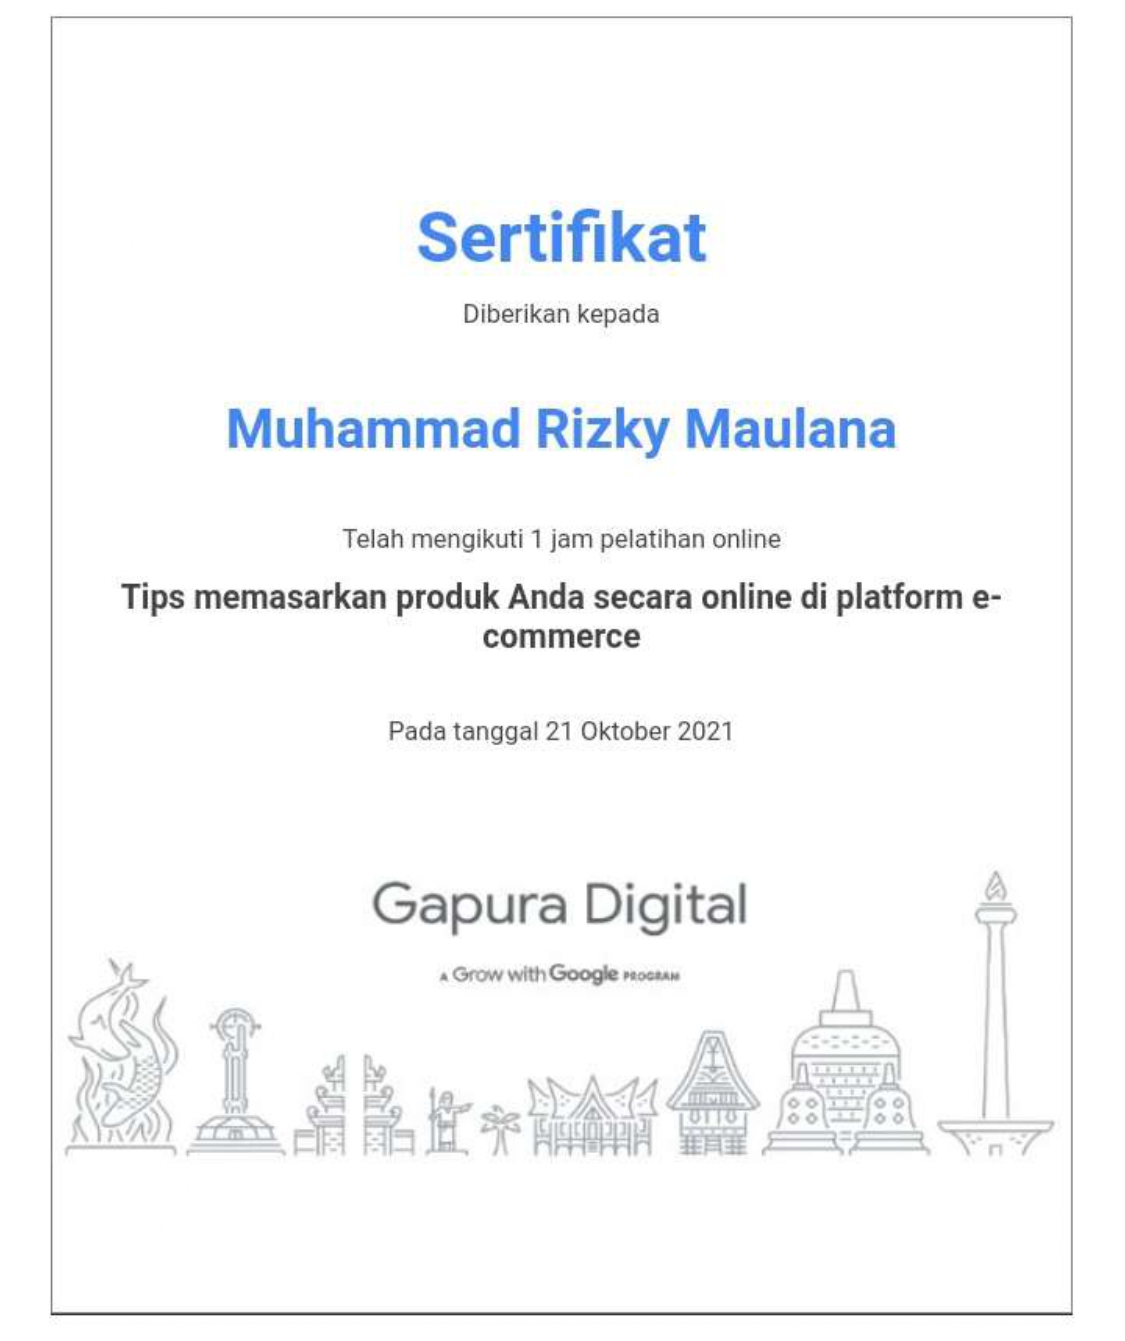 Sertifikat
Diberikan kepada
Muhammad Rizky Maulana
Telah mengikuti 1 jam pelatihan online
Tips memasarkan produk Anda secara online di platform e-
commerce
Pada tanggal 21 Oktober 2021
Gapura Digital
A Grow with Google PROGRAM